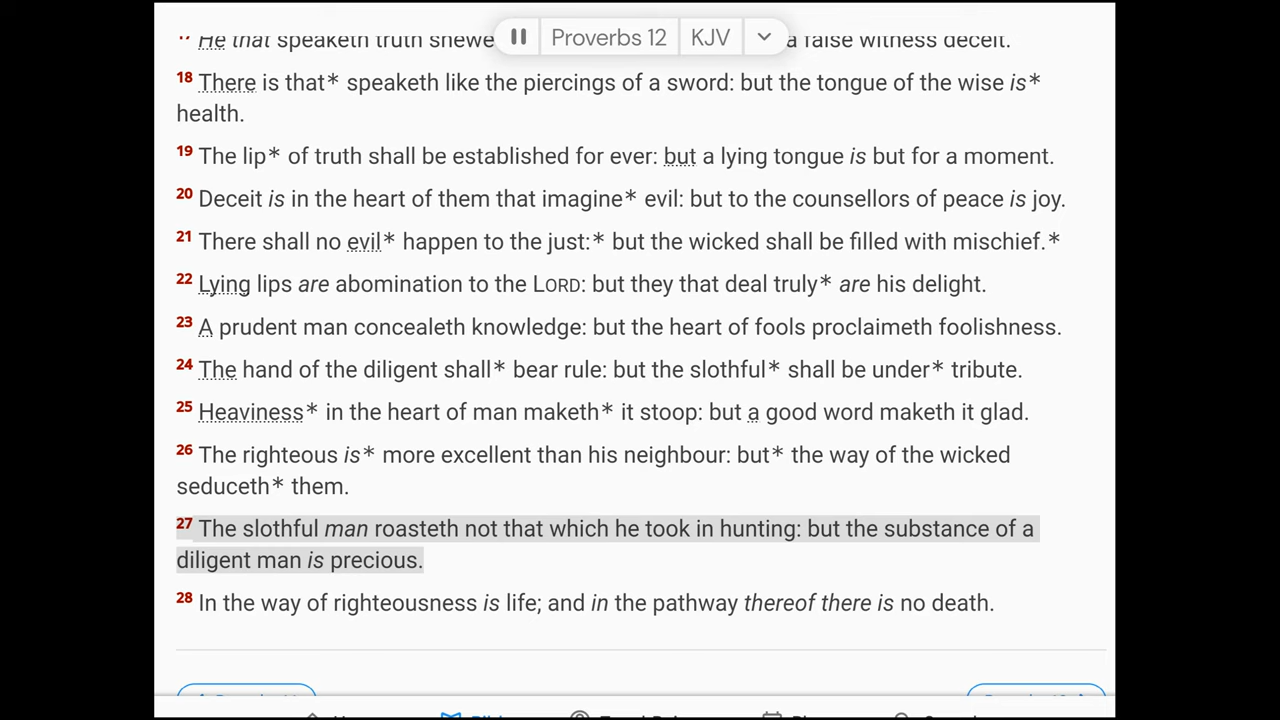 Proverbs 12 KJV
17 He that speaketh truth a false witness deceit.
18 There is that* speaketh like the piercings of a sword: but the tongue of the wise is*
health.
19 The lip* of truth shall be established for ever: but a lying tongue is but for a moment.
20 Deceit is in the heart of them that imagine* evil: but to the counsellors of peace is joy.
21 There shall no evil* happen to the just:* but the wicked shall be filled with mischief.*
22 Lying lips are abomination to the LORD: but they that deal truly* are his delight.
23 A prudent man concealeth knowledge: but the heart of fools proclaimeth foolishness.
24 The hand of the diligent shall* bear rule: but the slothful* shall be under* tribute.
25 Heaviness* in the heart of man maketh* it stoop: but a good word maketh it glad.
26 The righteous is* more excellent than his neighbour: but* the way of the wicked
seduceth* them.
27 The slothful man roasteth not that which he took in hunting: but the substance of a
diligent man is precious.
28 In the way of righteousness is life; and in the pathway thereof there is no death.